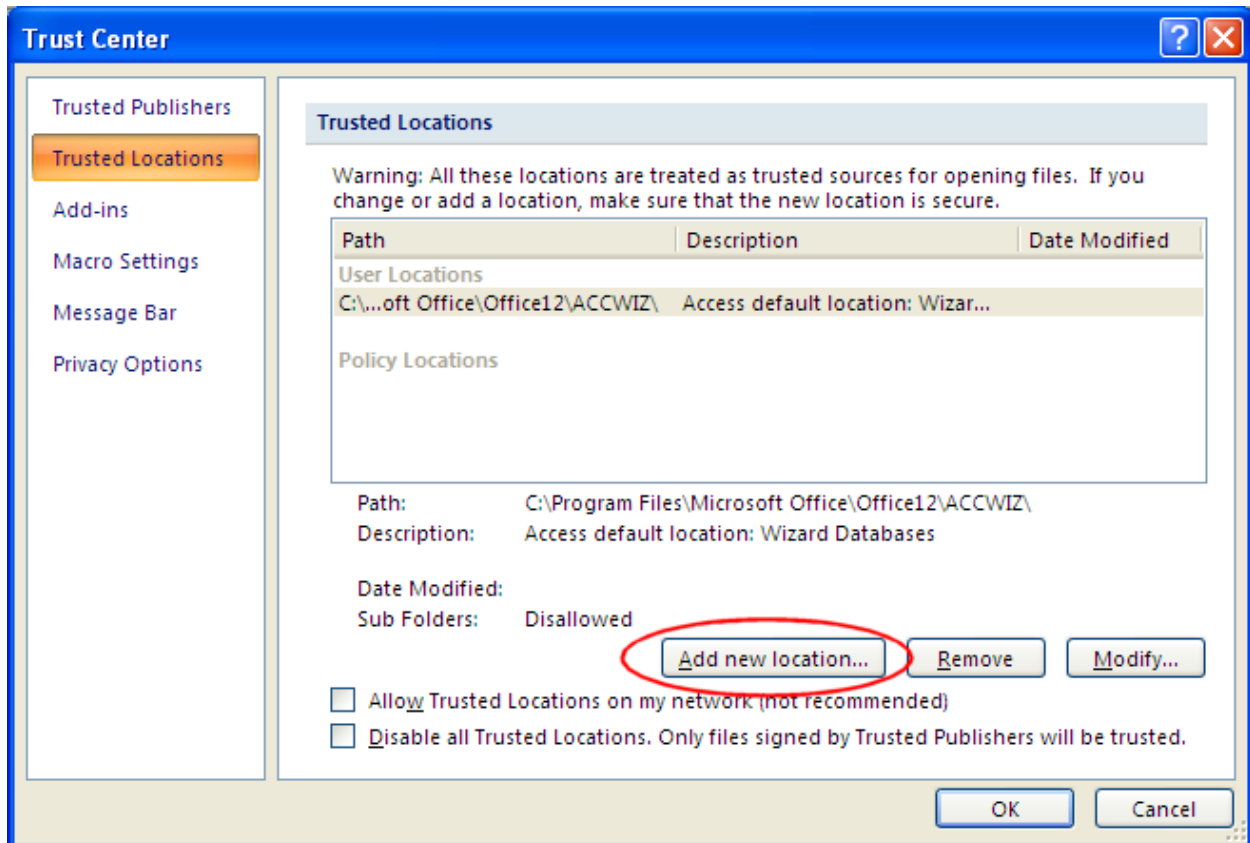 Trust Center
Trusted Publishers
Trusted Locations
Add-ins
Macro Settings
Message Bar
Privacy Options
Trusted Locations
Warning: All these locations are treated as trusted sources for opening files. If you
change or add a location, make sure that the new location is secure.
Path Description Date Modified
User Locations
C:\...oft Office\Office12\ACCWIZ\ Access default location: Wizar...
Policy Locations
Path: C:\Program Files\Microsoft Office\Office12\ACCWIZ\
Description: Access default location: Wizard Databases
Date Modified:
Sub Folders: Disallowed
Add new location... Remove Modify...
Allow Trusted Locations on my network (not recommended)
Disable all Trusted Locations. Only files signed by Trusted Publishers will be trusted.
OK Cancel